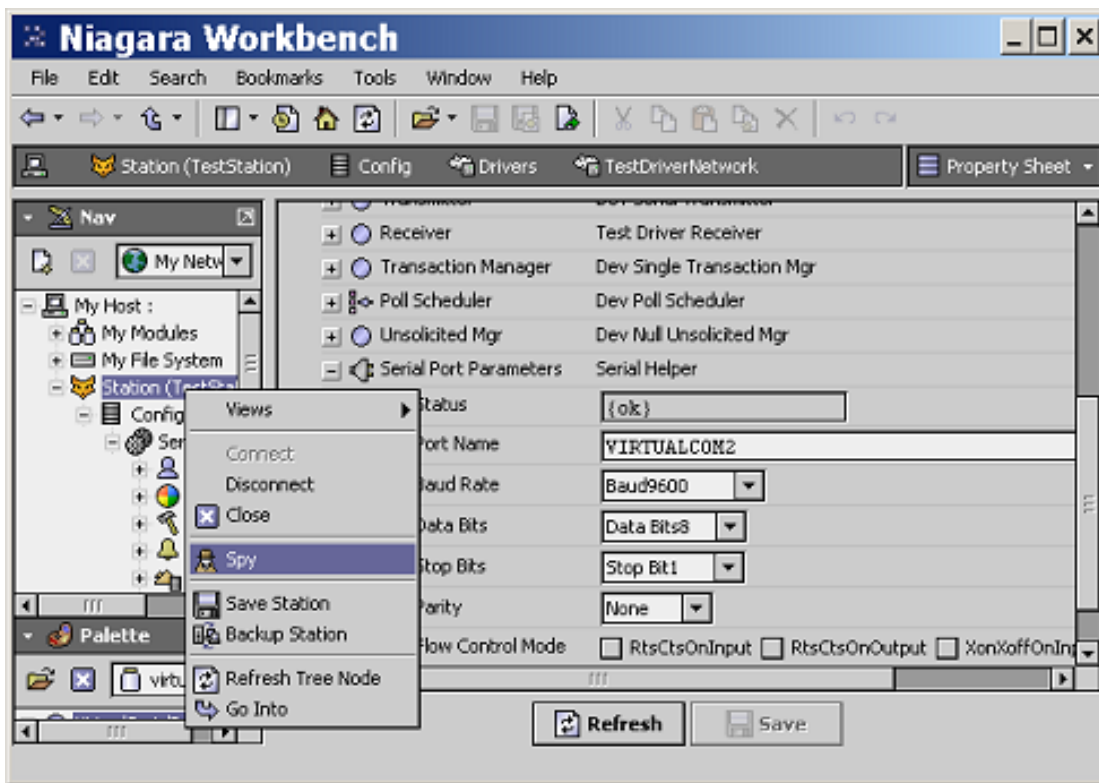 Niagara Workbench
File Edit Search Bookmarks Tools Window Help
Station (TestStation) Config Drivers TestDriverNetwork Property Sheet
Nav
My Netw
My Host :
My Modules
My File System
Station (TestStat
Config
Ser
Views
Connect
Disconnect
Close
Spy
Save Station
Backup Station
Refresh Tree Node
Go Into
Palette
virtu
Receiver Test Driver Receiver
Transaction Manager Dev Single Transaction Mgr
Poll Scheduler Dev Poll Scheduler
Unsolicited Mgr Dev Null Unsolicited Mgr
Serial Port Parameters Serial Helper
Status {ok}
Port Name VIRTUALCOM2
Baud Rate Baud9600
Data Bits Data Bits8
Stop Bits Stop Bit1
Parity None
Flow Control Mode RtsCtsOnInput RtsCtsOnOutput XonXoffOnInp
Refresh Save